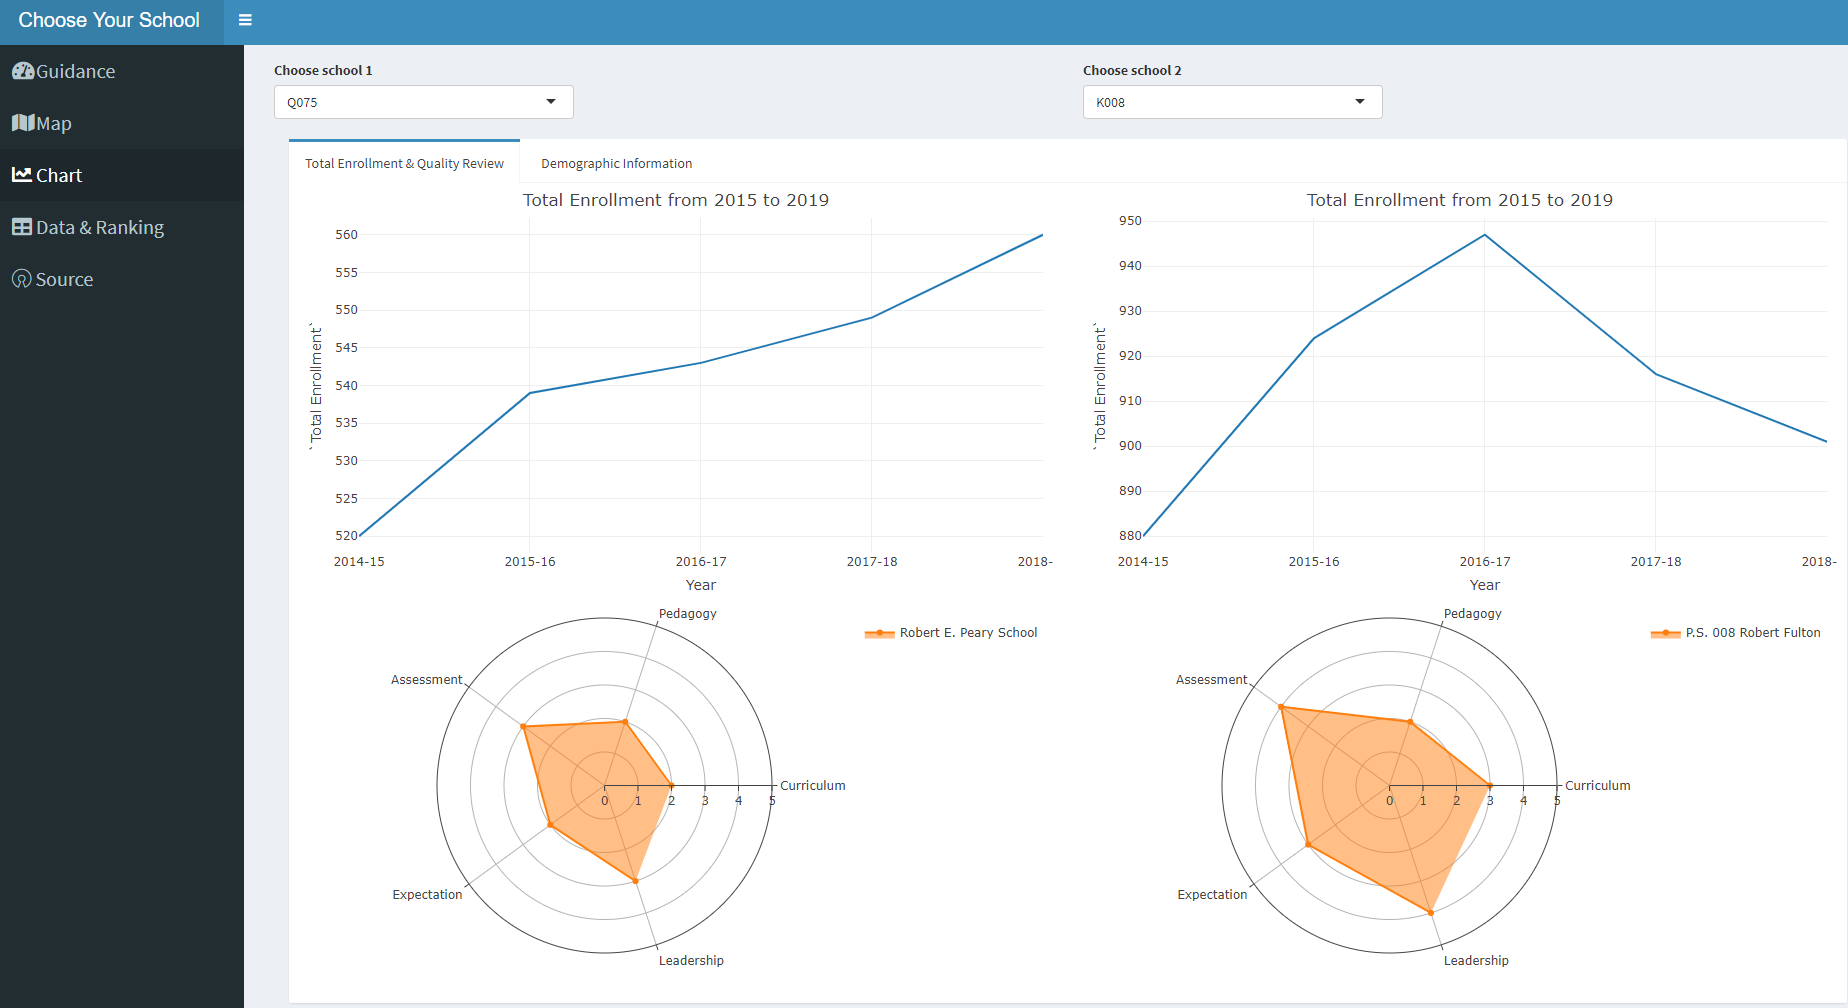 Choose Your School
Guidance
Map
Chart
Data & Ranking
Source
Choose school 1
Q075
Choose school 2
K008
Total Enrollment & Quality Review
Demographic Information
Total Enrollment from 2015 to 2019
560
555
550
545
540
535
530
525
520
`Total Enrollment`
2014-15 2015-16 2016-17 2017-18 2018-
Year
Total Enrollment from 2015 to 2019
950
940
930
920
910
900
890
880
`Total Enrollment`
2014-15 2015-16 2016-17 2017-18 2018-
Year
Pedagogy
Robert E. Peary School
Assessment
Curriculum
0 1 2 3 4 5
Expectation
Leadership
Pedagogy
P.S. 008 Robert Fulton
Assessment
Curriculum
0 1 2 3 4 5
Expectation
Leadership